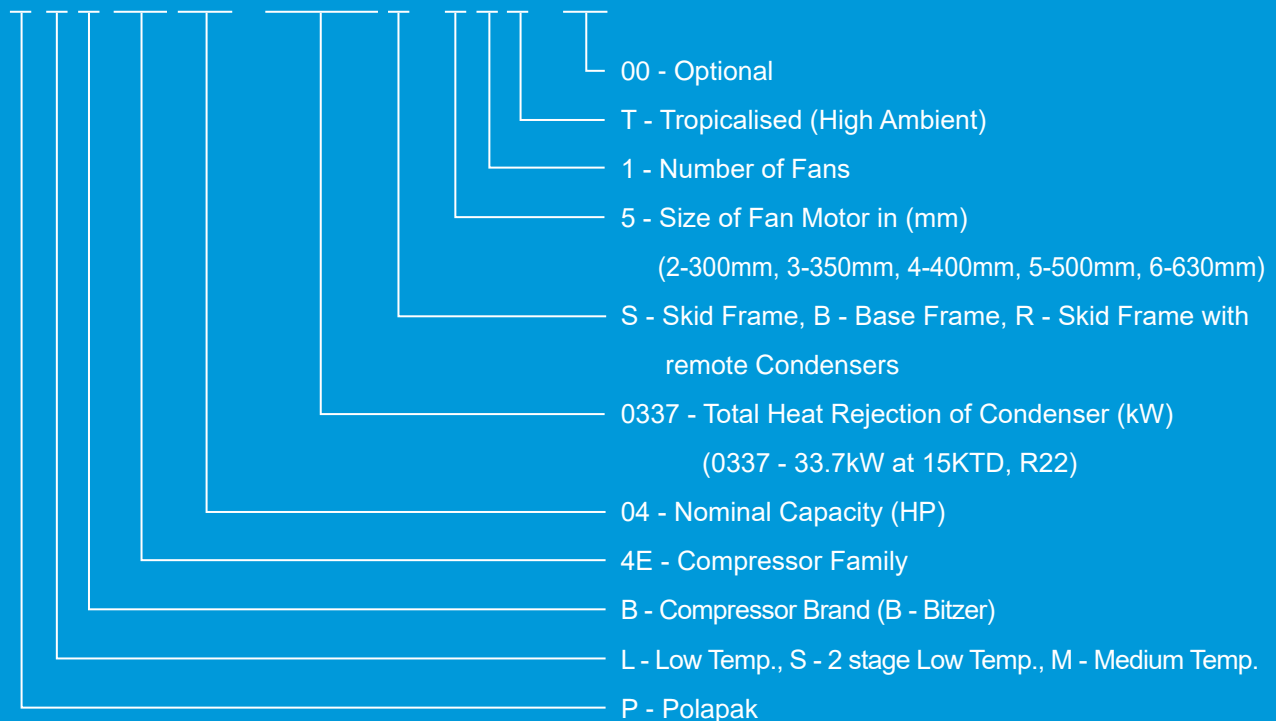 00 - Optional
T - Tropicalised (High Ambient)
1 - Number of Fans
5 - Size of Fan Motor in (mm)
(2-300mm, 3-350mm, 4-400mm, 5-500mm, 6-630mm)
S - Skid Frame, B - Base Frame, R - Skid Frame with
remote Condensers
0337 - Total Heat Rejection of Condenser (kW)
(0337 - 33.7kW at 15KTD, R22)
04 - Nominal Capacity (HP)
4E - Compressor Family
B - Compressor Brand (B - Bitzer)
L - Low Temp., S - 2 stage Low Temp., M - Medium Temp.
P - Polapak